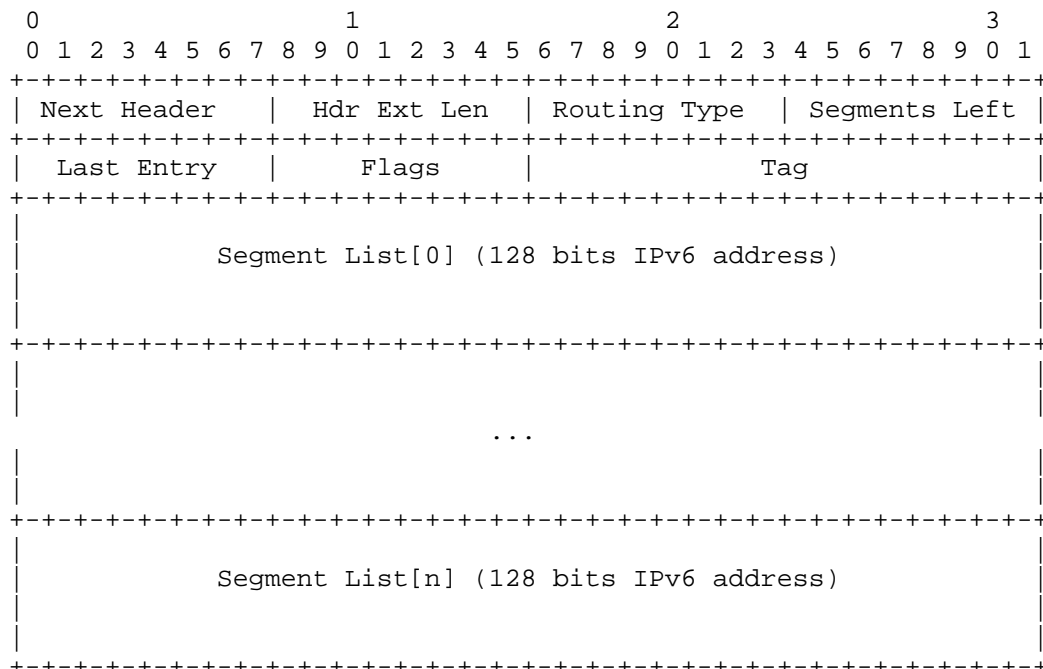 0                   1                   2                   3
0 1 2 3 4 5 6 7 8 9 0 1 2 3 4 5 6 7 8 9 0 1 2 3 4 5 6 7 8 9 0 1
+-+-+-+-+-+-+-+-+-+-+-+-+-+-+-+-+-+-+-+-+-+-+-+-+-+-+-+-+-+-+-+-+
| Next Header   |  Hdr Ext Len  | Routing Type  | Segments Left |
+-+-+-+-+-+-+-+-+-+-+-+-+-+-+-+-+-+-+-+-+-+-+-+-+-+-+-+-+-+-+-+-+
|  Last Entry   |     Flags     |              Tag              |
+-+-+-+-+-+-+-+-+-+-+-+-+-+-+-+-+-+-+-+-+-+-+-+-+-+-+-+-+-+-+-+-+
|                                                               |
|            Segment List[0] (128 bits IPv6 address)            |
|                                                               |
|                                                               |
+-+-+-+-+-+-+-+-+-+-+-+-+-+-+-+-+-+-+-+-+-+-+-+-+-+-+-+-+-+-+-+-+
|                                                               |
|                                                               |
                              ...
|                                                               |
|                                                               |
+-+-+-+-+-+-+-+-+-+-+-+-+-+-+-+-+-+-+-+-+-+-+-+-+-+-+-+-+-+-+-+-+
|                                                               |
|            Segment List[n] (128 bits IPv6 address)            |
|                                                               |
|                                                               |
+-+-+-+-+-+-+-+-+-+-+-+-+-+-+-+-+-+-+-+-+-+-+-+-+-+-+-+-+-+-+-+-+